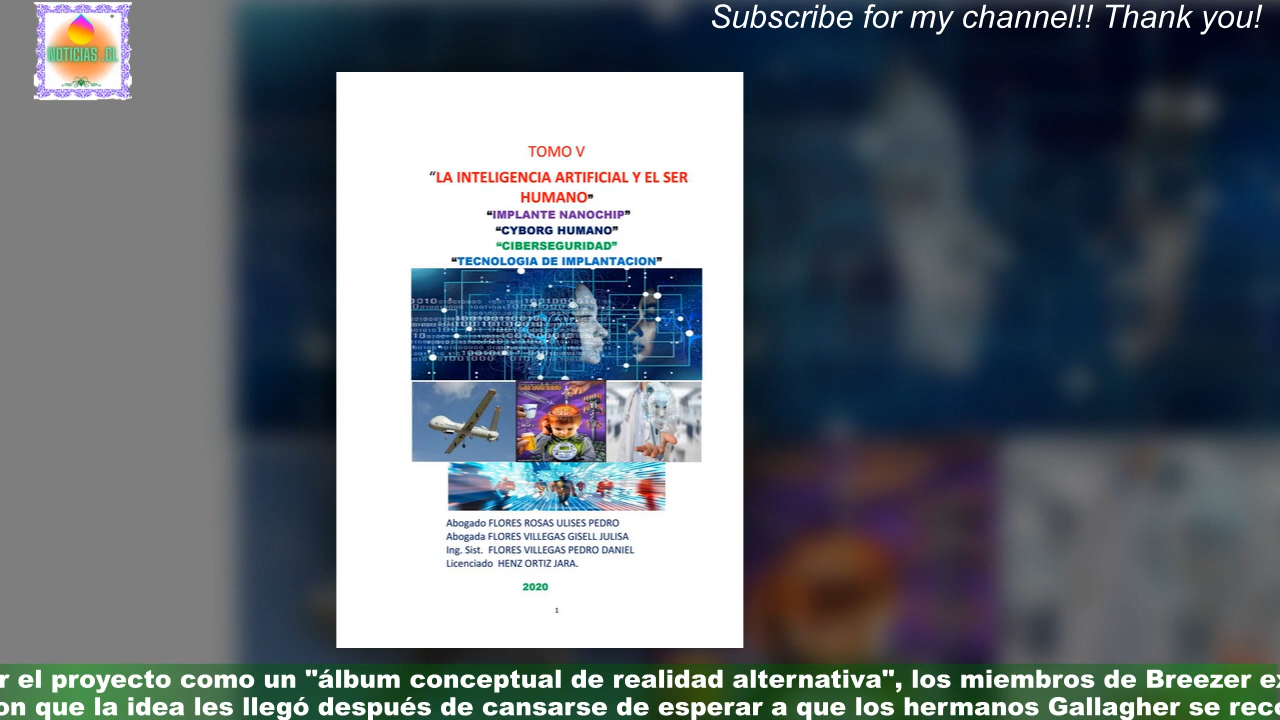 Subscribe for my channel!! Thank you!
NOTICIAS .CL
TOMO V
“LA INTELIGENCIA ARTIFICIAL Y EL SER
HUMANO”
“IMPLANTE NANOCHIP”
“CYBORG HUMANO”
“CIBERSEGURIDAD”
“TECNOLOGIA DE IMPLANTACION”
Abogado FLORES ROSAS ULISES PEDRO
Abogada FLORES VILLEGAS GISELL JULISA
Ing. Sist. FLORES VILLEGAS PEDRO DANIEL
Licenciado HENZ ORTIZ JARA.
2020
1
r el proyecto como un "álbum conceptual de realidad alternativa", los miembros de Breezer ex
on que la idea les llegó después de cansarse de esperar a que los hermanos Gallagher se reco